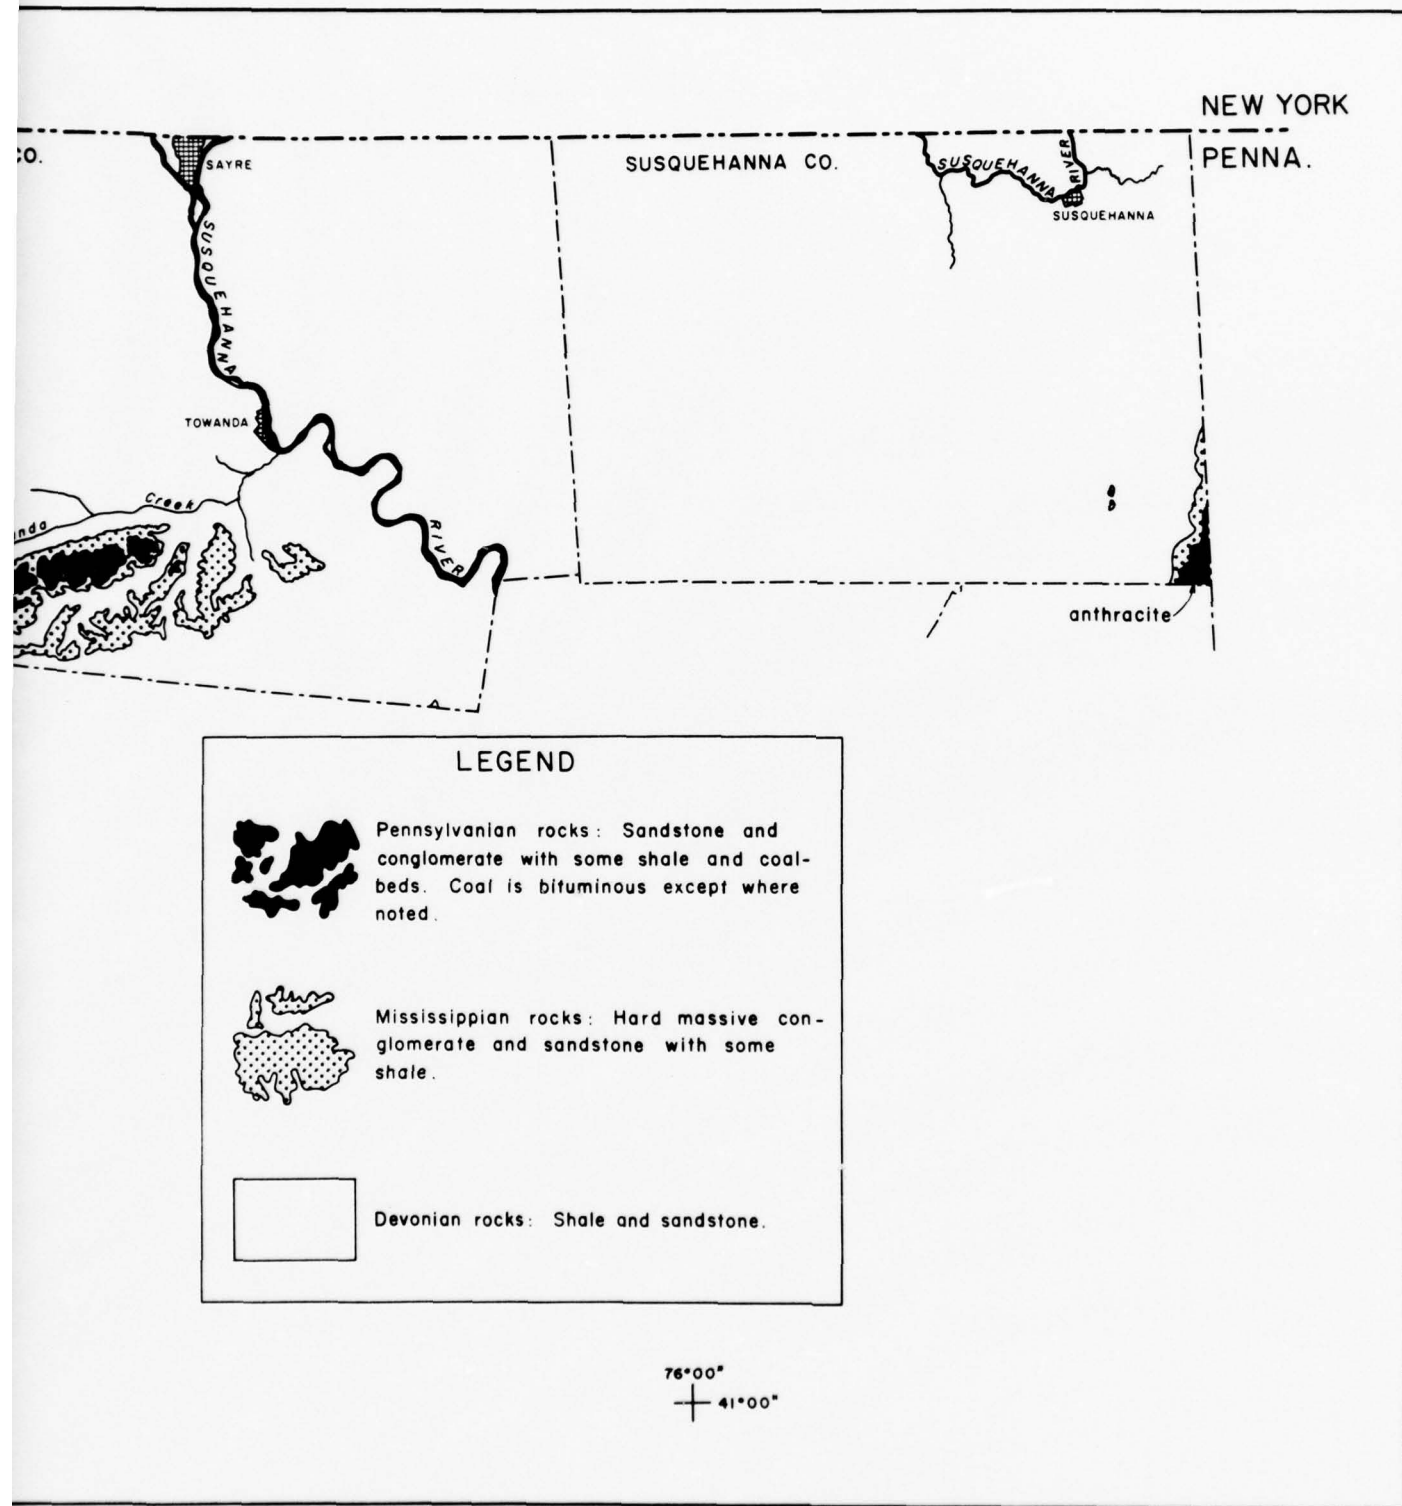 NEW YORK
CO.
SAYRE
SUSQUEHANNA CO.
SUSQUEHANNA
RIVER
PENNA.
SUSQUEHANNA
SUSQUEHANNA
TOWANDA
Creek
nda
RIVER
anthracite
LEGEND
Pennsylvanian rocks: Sandstone and
conglomerate with some shale and coal-
beds. Coal is bituminous except where
noted.
Mississippian rocks: Hard massive con-
glomerate and sandstone with some
shale.
Devonian rocks: Shale and sandstone.
76°00"
41°00"